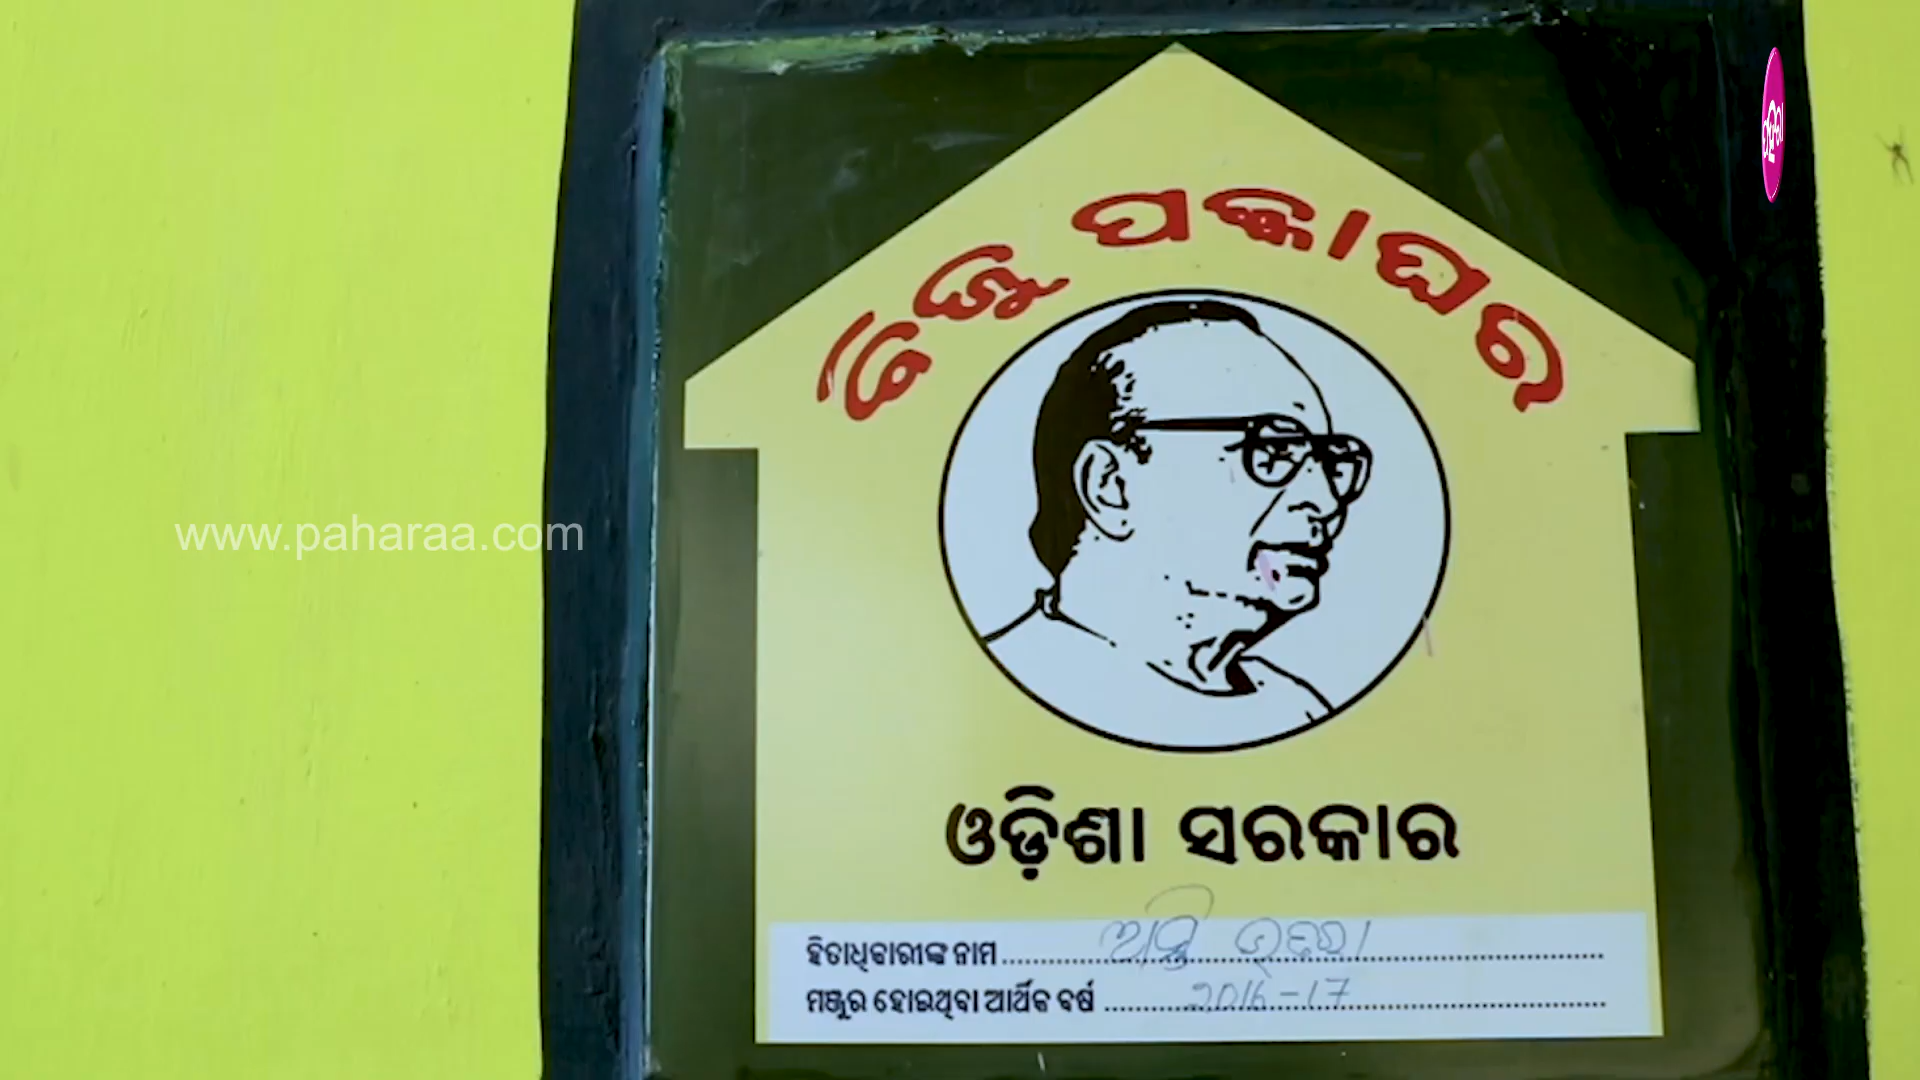 ବିଜୁ ପକ୍କାଘର
www.paharaa.com
ଓଡ଼ିଶା ସରକାର
ହିତାଧିକାରୀଙ୍କ ନାମ
ମଞ୍ଜୁର ହୋଇଥିବା ଆର୍ଥିକ ବର୍ଷ 2016-17